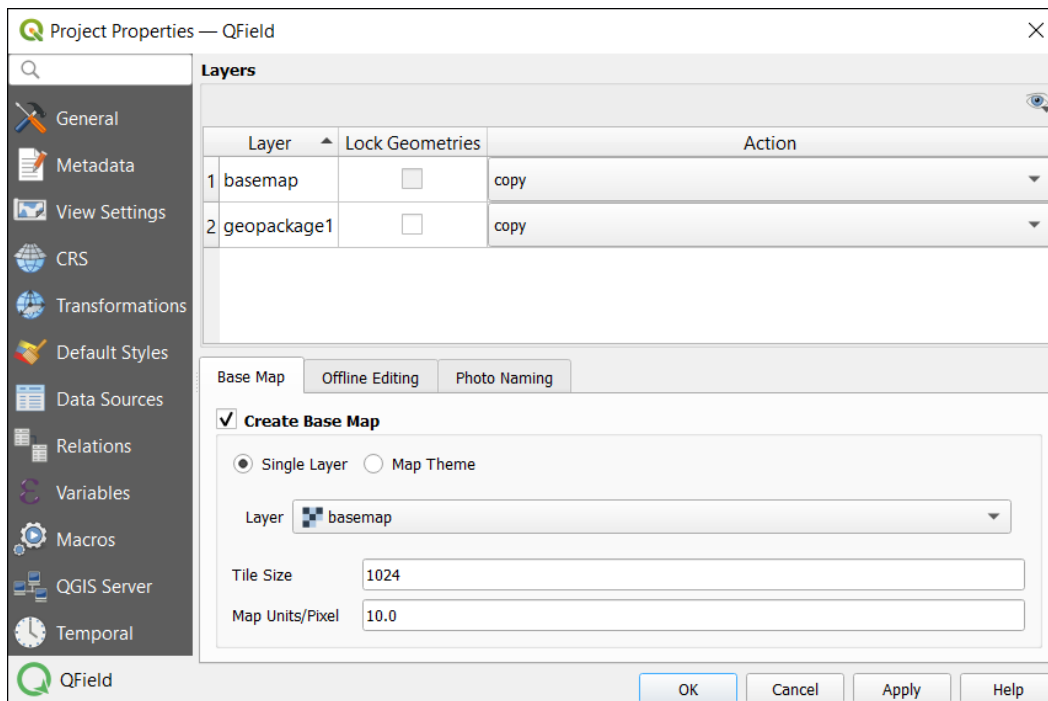 Project Properties — QField
Layers
General
Metadata
View Settings
CRS
Transformations
Default Styles
Data Sources
Relations
Variables
Macros
QGIS Server
Temporal
QField
Layer Lock Geometries Action
1 basemap copy
2 geopackage1 copy
Base Map Offline Editing Photo Naming
Create Base Map
Single Layer Map Theme
Layer basemap
Tile Size 1024
Map Units/Pixel 10.0
OK Cancel Apply Help